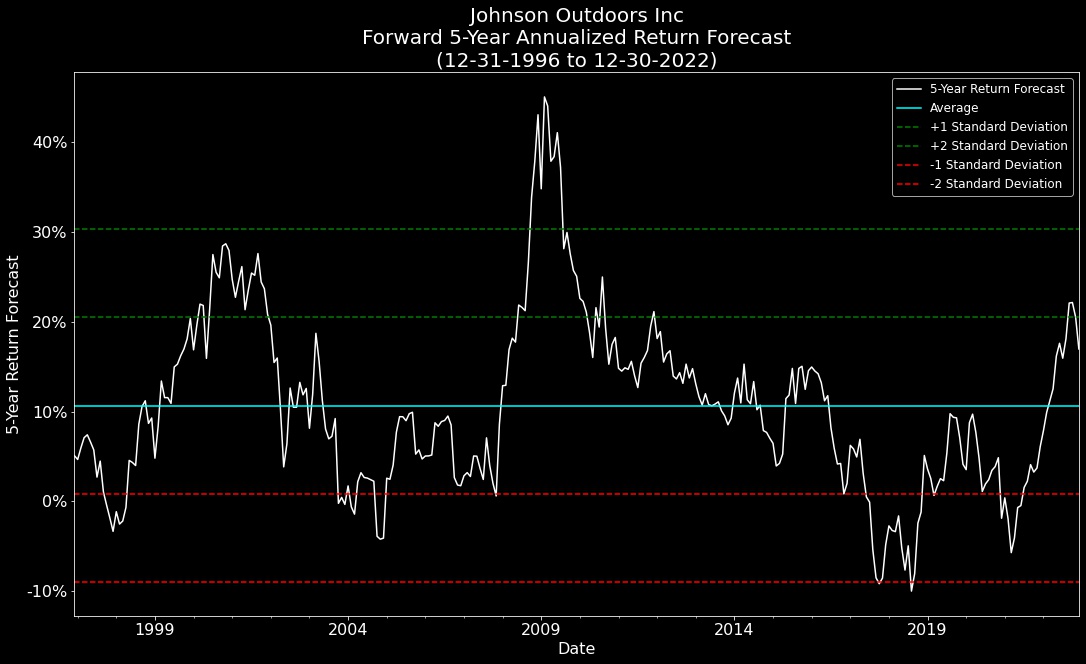 Johnson Outdoors Inc
Forward 5-Year Annualized Return Forecast
(12-31-1996 to 12-30-2022)
5-Year Return Forecast
Average
+1 Standard Deviation
+2 Standard Deviation
-1 Standard Deviation
-2 Standard Deviation
5-Year Return Forecast
40%
30%
20%
10%
0%
-10%
1999
2004
2009
2014
2019
Date